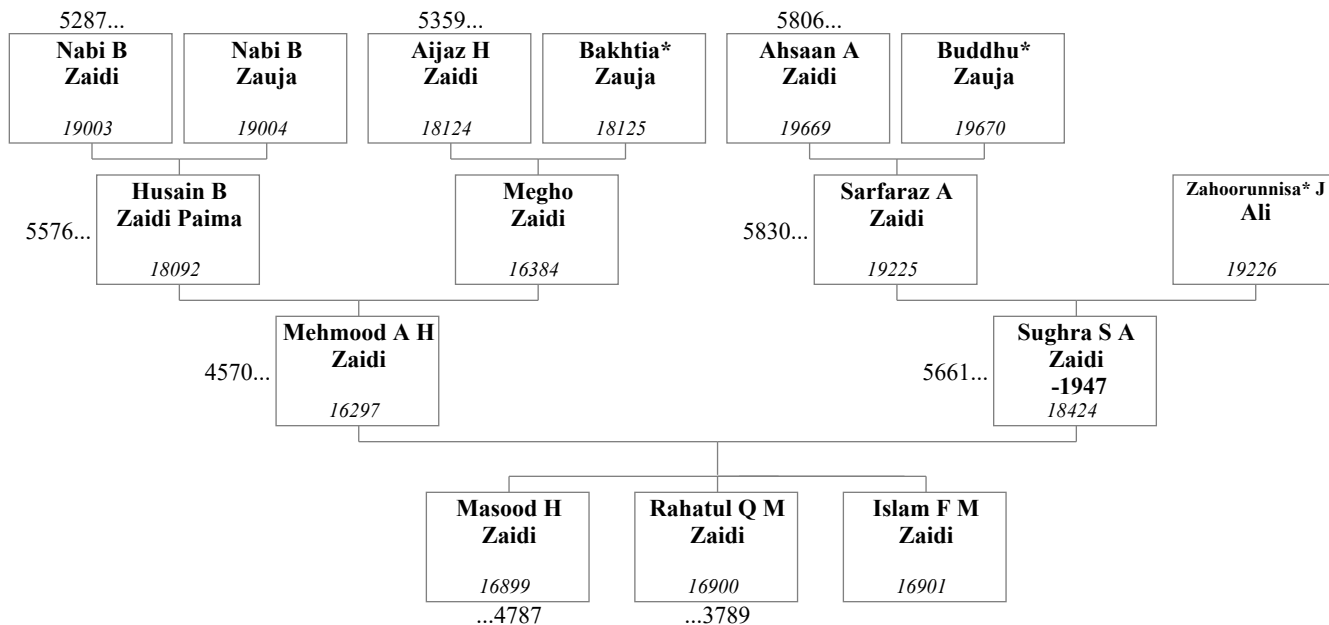 5287...
5359...
5806...
Nabi B
Zaidi
19003
Nabi B
Zauja
19004
Aijaz H
Zaidi
18124
Bakhtia*
Zauja
18125
Ahsaan A
Zaidi
19669
Buddhu*
Zauja
19670
5576...
Husain B
Zaidi Paima
18092
Megho
Zaidi
16384
5830...
Sarfaraz A
Zaidi
19225
Zahoorunnisa* J
Ali
19226
4570...
Mehmood A H
Zaidi
16297
5661...
Sughra S A
Zaidi
-1947
18424
Masood H
Zaidi
16899
...4787
Rahatul Q M
Zaidi
16900
...3789
Islam F M
Zaidi
16901